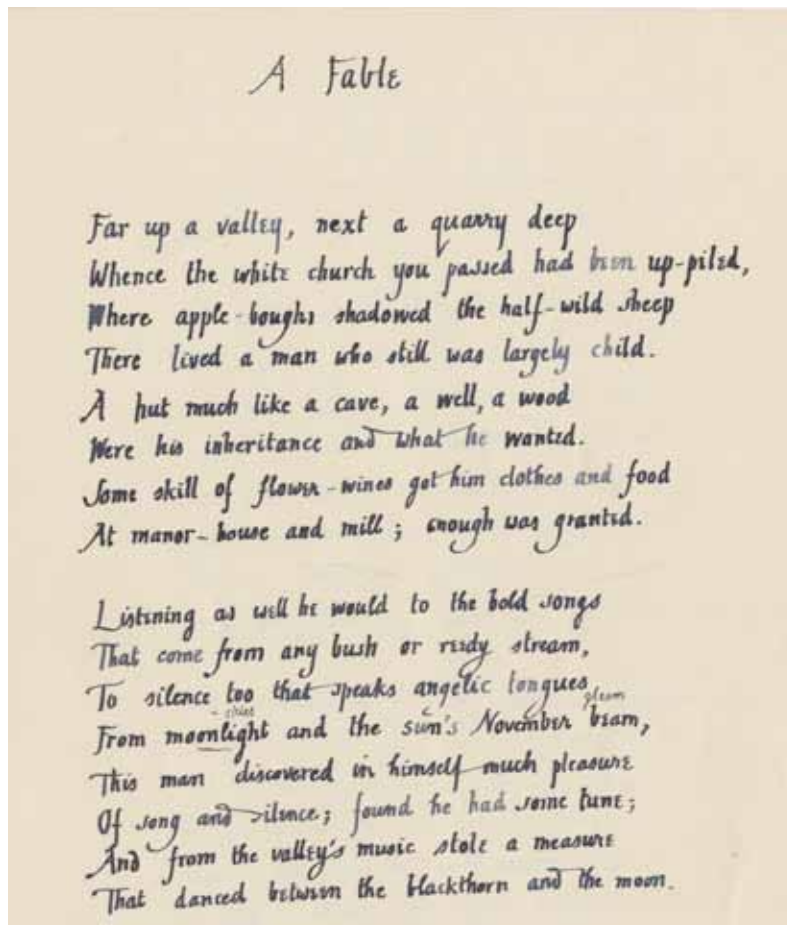 A Fable
Far up a valley, next a quarry deep
Whence the white church you passed had been up-piled,
Where apple-boughs shadowed the half-wild sheep
There lived a man who still was largely child.
A hut much like a cave, a well, a wood
Were his inheritance and what he wanted.
Some skill of flower-wines got him clothes and food
At manor-house and mill; enough was granted.
Listening as well he would to the bold songs
That come from any bush or reedy stream,
To silence too that speaks angelic tongues
gleam
From moonlight and the sun's November beam,
This man discovered in himself much pleasure
Of song and silence; found he had some tune;
And from the valley's music stole a measure
That danced between the blackthorn and the moon.